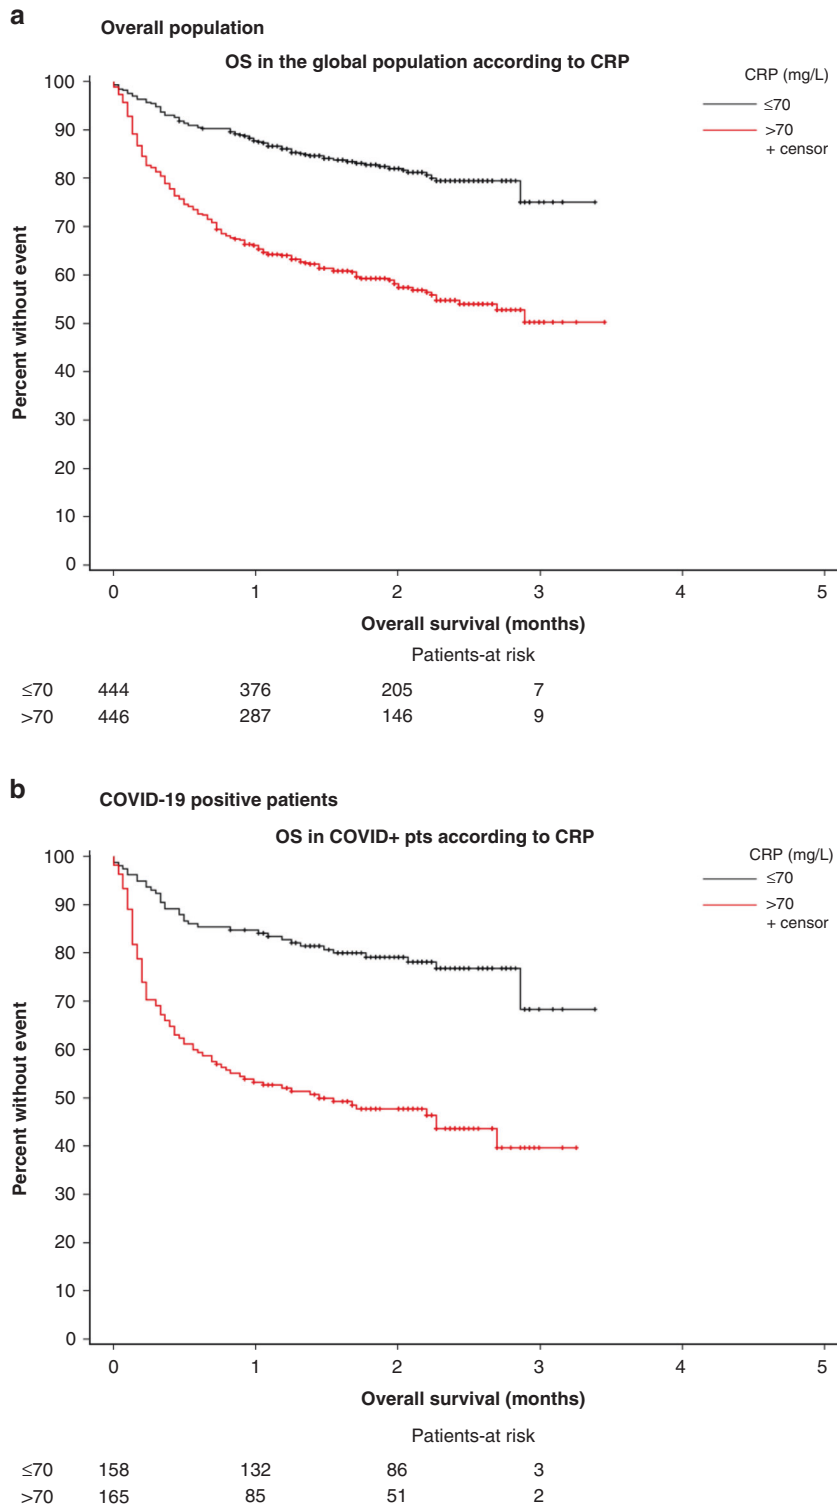 a
Overall population
OS in the global population according to CRP
CRP (mg/L)
≤70
>70
+ censor
100
90
80
70
60
50
40
30
20
10
0
Percent without event
0 1 2 3 4 5
Overall survival (months)
Patients-at risk
≤70 444 376 205 7
>70 446 287 146 9
b
COVID-19 positive patients
OS in COVID+ pts according to CRP
CRP (mg/L)
≤70
>70
+ censor
100
90
80
70
60
50
40
30
20
10
0
Percent without event
0 1 2 3 4 5
Overall survival (months)
Patients-at risk
≤70 158 132 86 3
>70 165 85 51 2